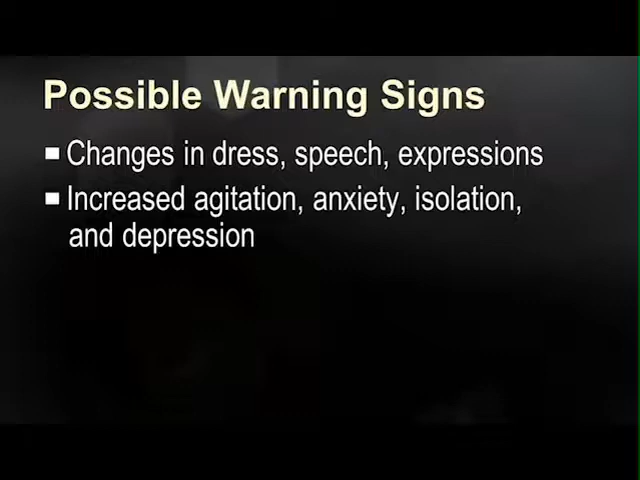 Possible Warning Signs
Changes in dress, speech, expressions
Increased agitation, anxiety, isolation,
and depression